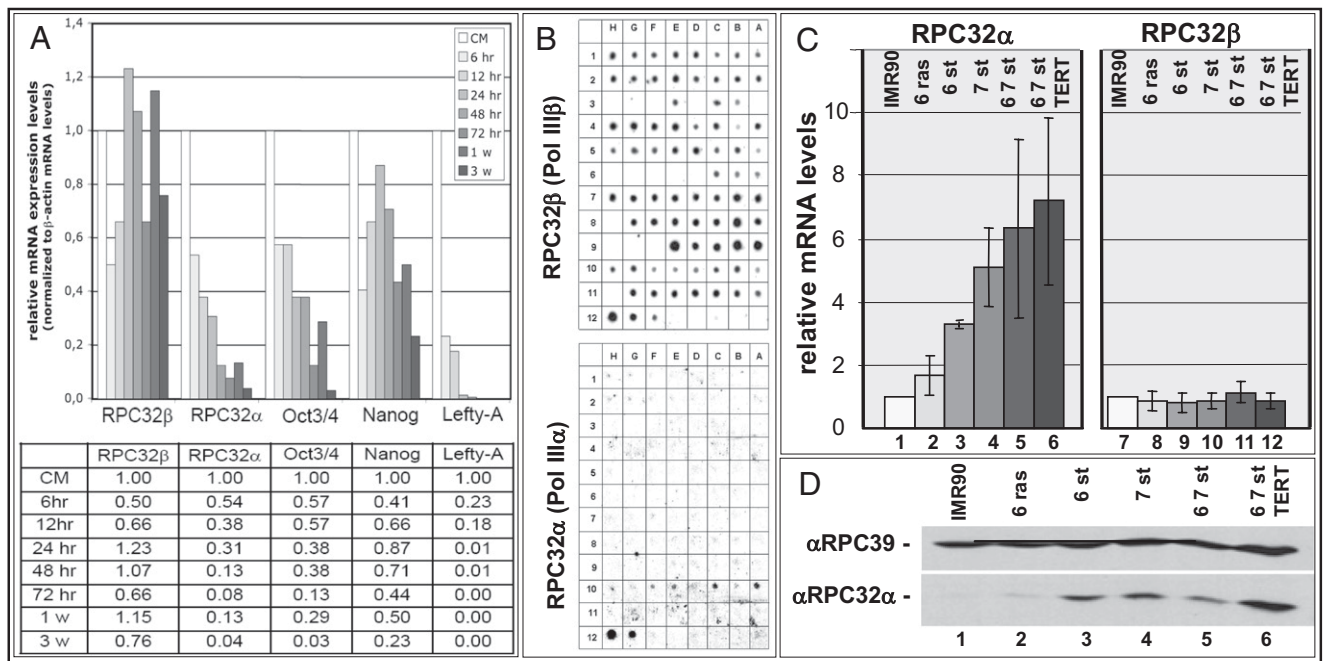 A
1,4
1,2
1,0
0,8
0,6
0,4
0,2
0,0
relative mRNA expression levels
(normalized to β-actin mRNA levels)
CM
6 hr
12 hr
24 hr
48 hr
72 hr
1 w
3 w
RPC32β RPC32α Oct3/4 Nanog Lefty-A
RPC32β RPC32α Oct3/4 Nanog Lefty-A
CM 1.00 1.00 1.00 1.00 1.00
6hr 0.50 0.54 0.57 0.41 0.23
12hr 0.66 0.38 0.57 0.66 0.18
24 hr 1.23 0.31 0.38 0.87 0.01
48 hr 1.07 0.13 0.38 0.71 0.01
72 hr 0.66 0.08 0.13 0.44 0.00
1 w 1.15 0.13 0.29 0.50 0.00
3 w 0.76 0.04 0.03 0.23 0.00
B
RPC32β (Pol IIIβ)
H G F E D C B A
1
2
3
4
5
6
7
8
9
10
11
12
RPC32α (Pol IIIα)
H G F E D C B A
1
2
3
4
5
6
7
8
9
10
11
12
C
RPC32α RPC32β
relative mRNA levels
10
8
6
4
2
0
IMR90 6 ras 6 st 7 st 6 7 st 6 7 st TERT
IMR90 6 ras 6 st 7 st 6 7 st 6 7 st TERT
1 2 3 4 5 6 7 8 9 10 11 12
D
IMR90 6 ras 6 st 7 st 6 7 st 6 7 st TERT
αRPC39 -
αRPC32α -
1 2 3 4 5 6